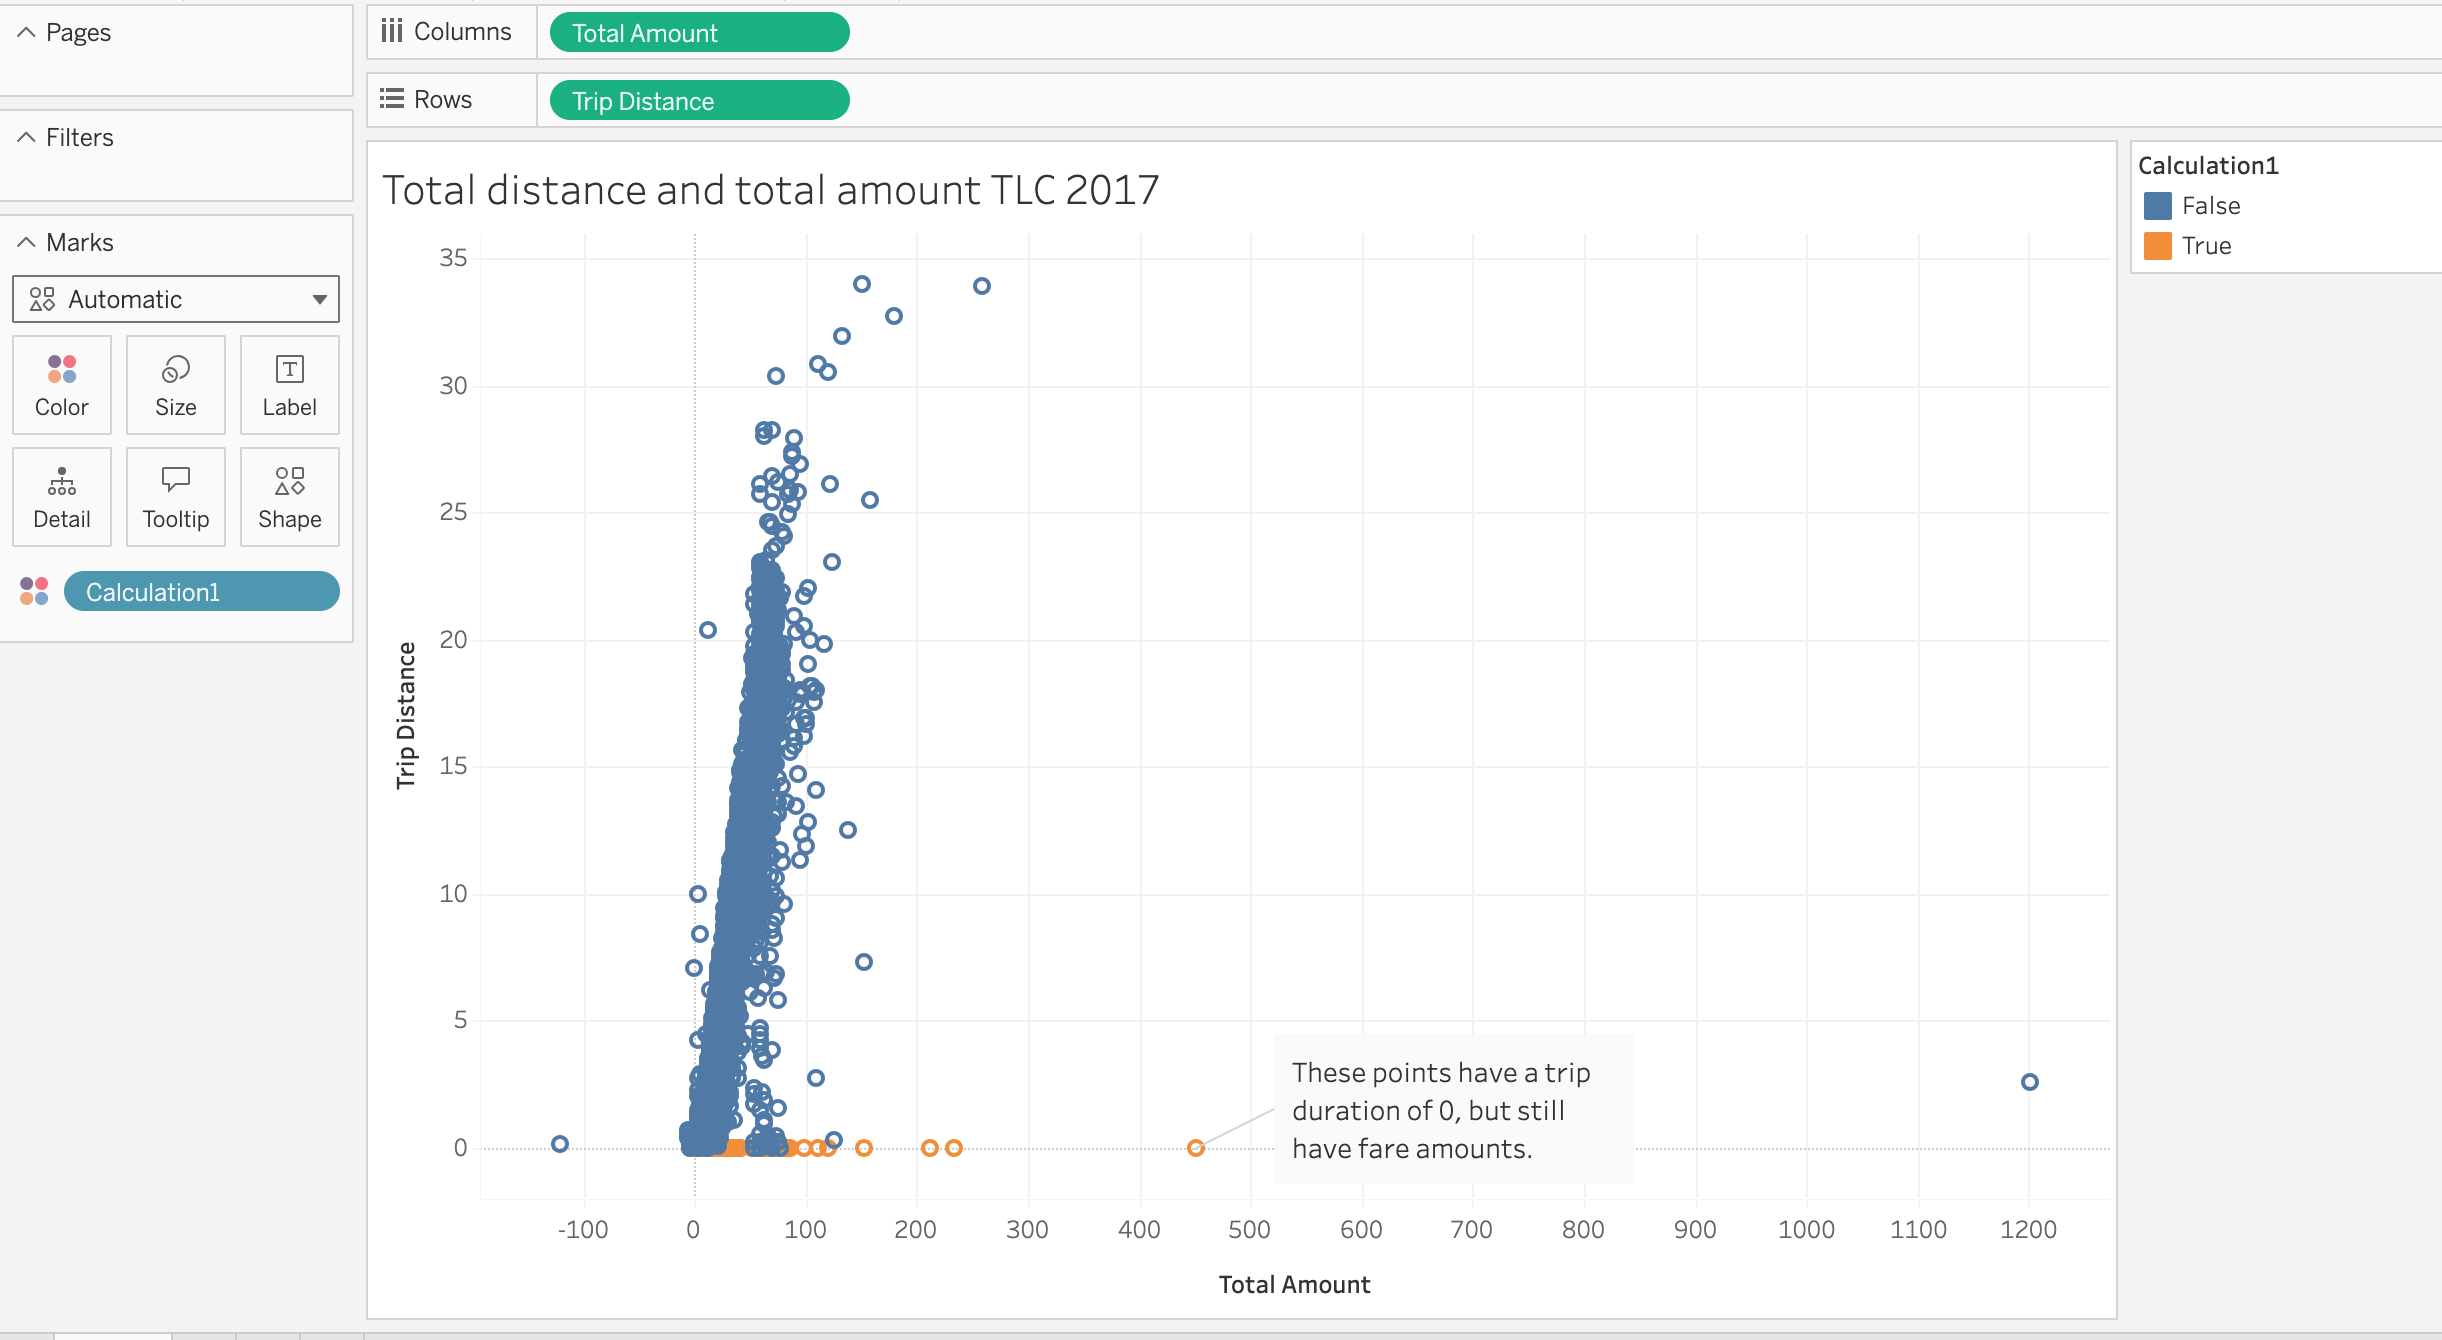 Pages
Columns
Total Amount
Rows
Trip Distance
Filters
Marks
Automatic
Color
Size
Label
Detail
Tooltip
Shape
Calculation1
Total distance and total amount TLC 2017
35
30
25
20
15
10
5
0
Trip Distance
These points have a trip
duration of 0, but still
have fare amounts.
-100 0 100 200 300 400 500 600 700 800 900 1000 1100 1200
Total Amount
Calculation1
False
True